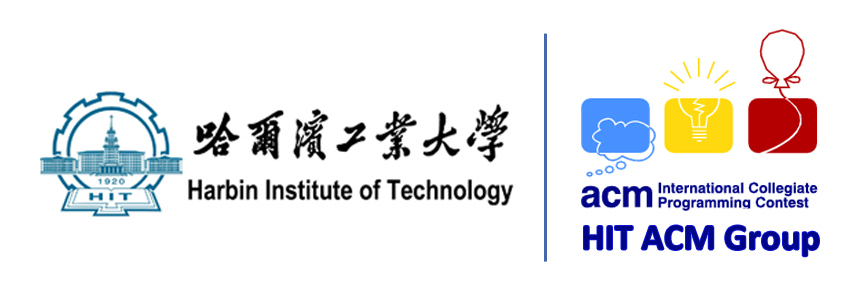 1920
HIT
哈爾濱工業大學
Harbin Institute of Technology
acm International Collegiate
Programming Contest
HIT ACM Group